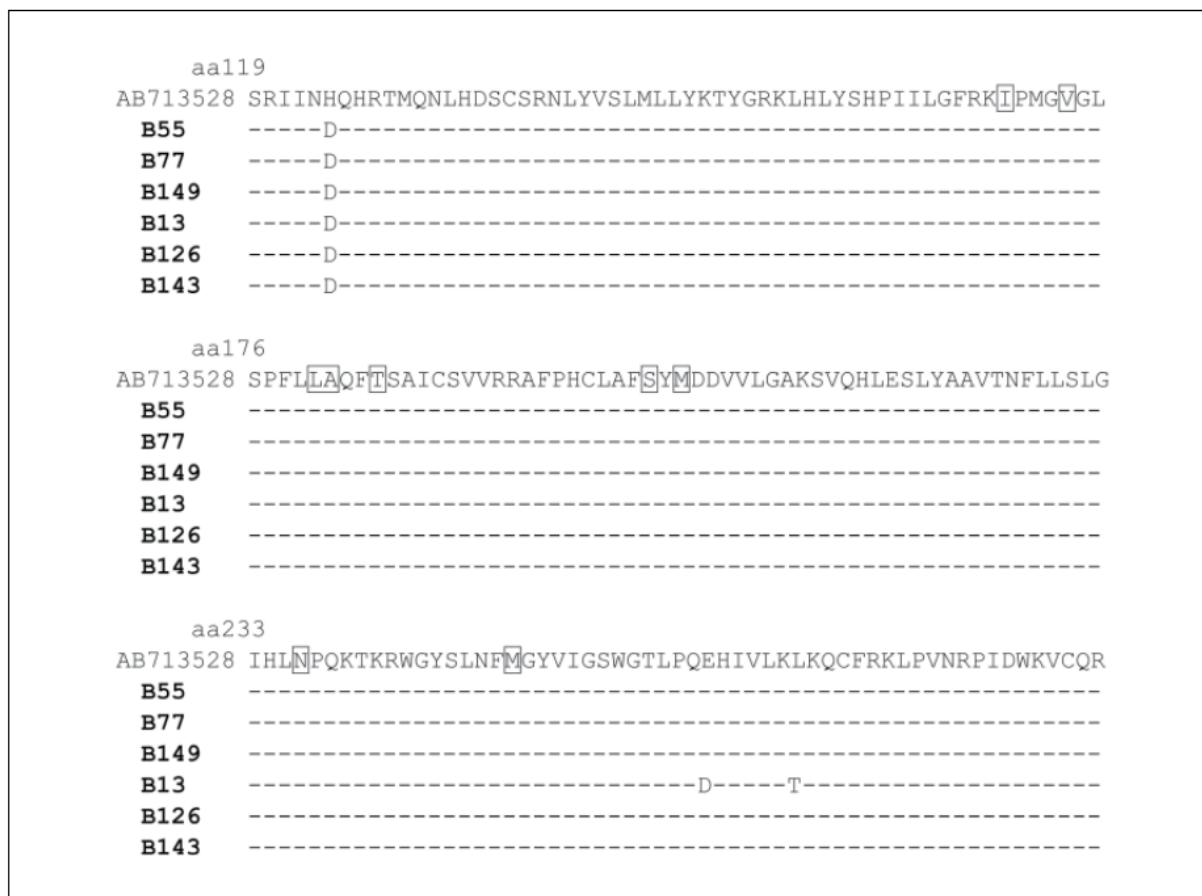 aa119
AB713528 SRIINHQHRTMQNLHDSCSRNLYVSLMLLYKTYGRKLHLYSHPIILGFRKIPMGVGL
B55 -----D---------------------------------------------------
B77 -----D---------------------------------------------------
B149 -----D---------------------------------------------------
B13 -----D---------------------------------------------------
B126 -----D---------------------------------------------------
B143 -----D---------------------------------------------------
aa176
AB713528 SPFLLAQFTSAICSVVRRAFPHCLAFSYMDDVVLGAKSVQHLESLYAAVTNFLLSLG
B55 ---------------------------------------------------------
B77 ---------------------------------------------------------
B149 ---------------------------------------------------------
B13 ---------------------------------------------------------
B126 ---------------------------------------------------------
B143 ---------------------------------------------------------
aa233
AB713528 IHLNPQKTKRWGYSLNFMGYVIGSWGTLPQEHIVLKLKQCFRKLPVNRPIDWKVCQR
B55 ---------------------------------------------------------
B77 ---------------------------------------------------------
B149 ---------------------------------------------------------
B13 ------------------------------D-----T--------------------
B126 ---------------------------------------------------------
B143 ---------------------------------------------------------